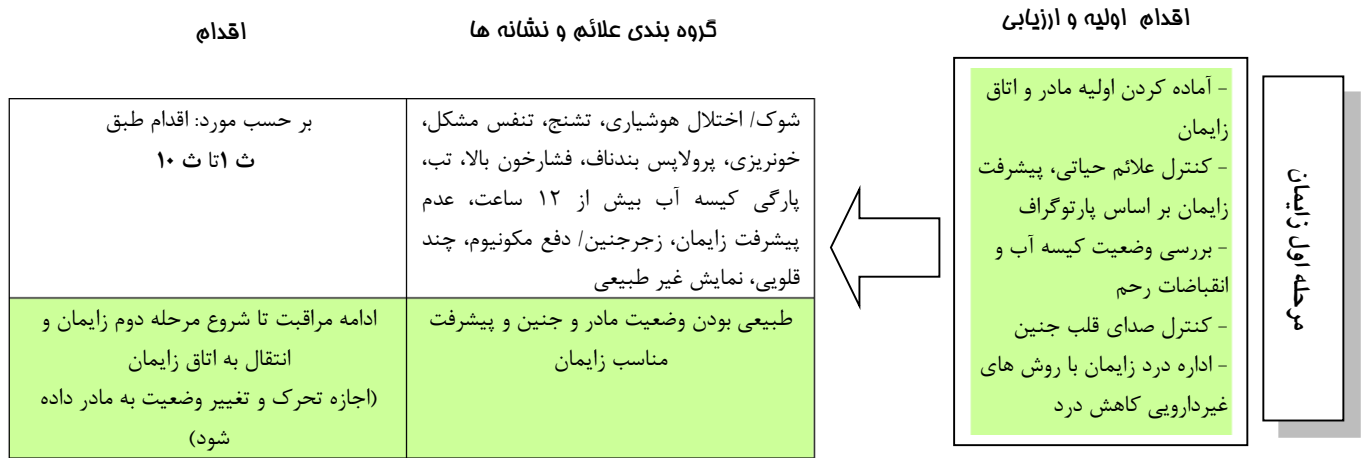 مرحله اول زایمان
اقدام اولیه و ارزیابی
- آماده کردن اولیه مادر و اتاق
زایمان
- کنترل علائم حیاتی، پیشرفت
زایمان بر اساس پارتوگراف
- بررسی وضعیت کیسه آب و
انقباضات رحم
- کنترل صدای قلب جنین
- اداره درد زایمان با روش های
غیردارویی کاهش درد
گروه بندی علائم و نشانه ها
اقدام
شوک/ اختلال هوشیاری، تشنج، تنفس مشکل،
خونریزی، پرولاپس بندناف، فشارخون بالا، تب،
پارگی کیسه آب بیش از ۱۲ ساعت، عدم
پیشرفت زایمان، زجرجنین/ دفع مکونیوم، چند
قلویی، نمایش غیر طبیعی
بر حسب مورد: اقدام طبق
ث ۱ تا ث ۱۰
طبیعی بودن وضعیت مادر و جنین و پیشرفت
مناسب زایمان
ادامه مراقبت تا شروع مرحله دوم زایمان و
انتقال به اتاق زایمان
(اجازه تحرک و تغییر وضعیت به مادر داده
شود)